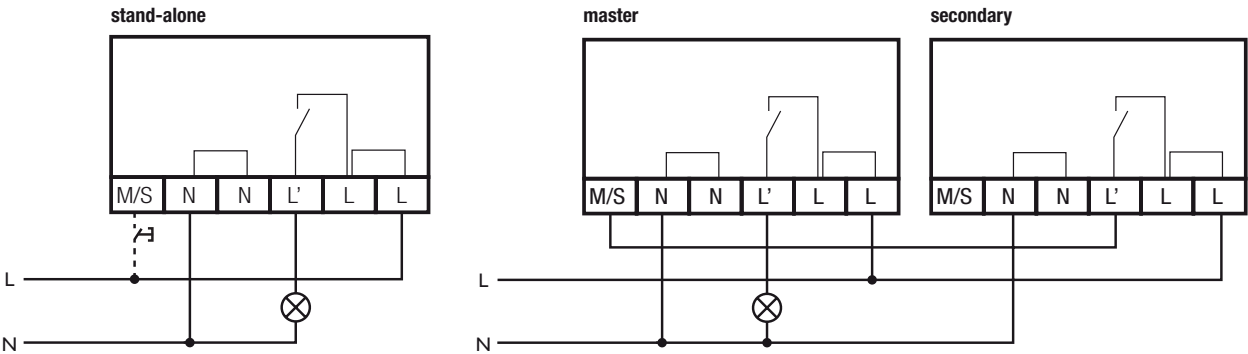 stand-alone
master
secondary
M/S N N L’ L L
M/S N N L’ L L
M/S N N L’ L L
L
L
N
N